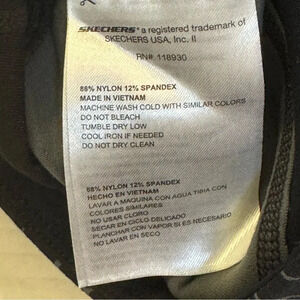 SKECHERS® a registered trademark of
SKECHERS USA, Inc. II
RN# 118930
88% NYLON 12% SPANDEX
MADE IN VIETNAM
MACHINE WASH COLD WITH SIMILAR COLORS
DO NOT BLEACH
TUMBLE DRY LOW
COOL IRON IF NEEDED
DO NOT DRY CLEAN
88% NYLON 12% SPANDEX
HECHO EN VIETNAM
LAVAR A MAQUINA CON AGUA TIBIA CON
COLORES SIMILARES
NO USAR CLORO
SECAR EN CICLO DELICADO
PLANCHAR CON VAPOR SI ES NECESARIO
NO LAVAR EN SECO